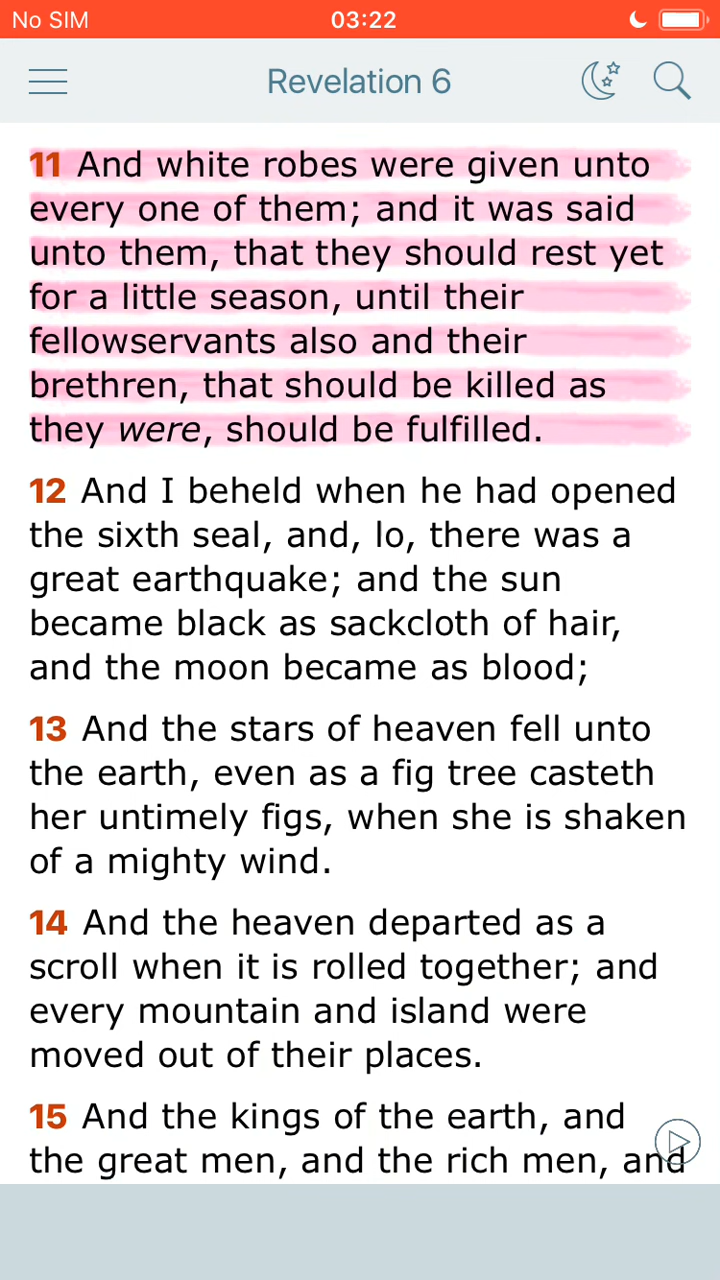 No SIM 03:22
Revelation 6
11 And white robes were given unto
every one of them; and it was said
unto them, that they should rest yet
for a little season, until their
fellowservants also and their
brethren, that should be killed as
they were, should be fulfilled.
12 And I beheld when he had opened
the sixth seal, and, lo, there was a
great earthquake; and the sun
became black as sackcloth of hair,
and the moon became as blood;
13 And the stars of heaven fell unto
the earth, even as a fig tree casteth
her untimely figs, when she is shaken
of a mighty wind.
14 And the heaven departed as a
scroll when it is rolled together; and
every mountain and island were
moved out of their places.
15 And the kings of the earth, and
the great men, and the rich men, and